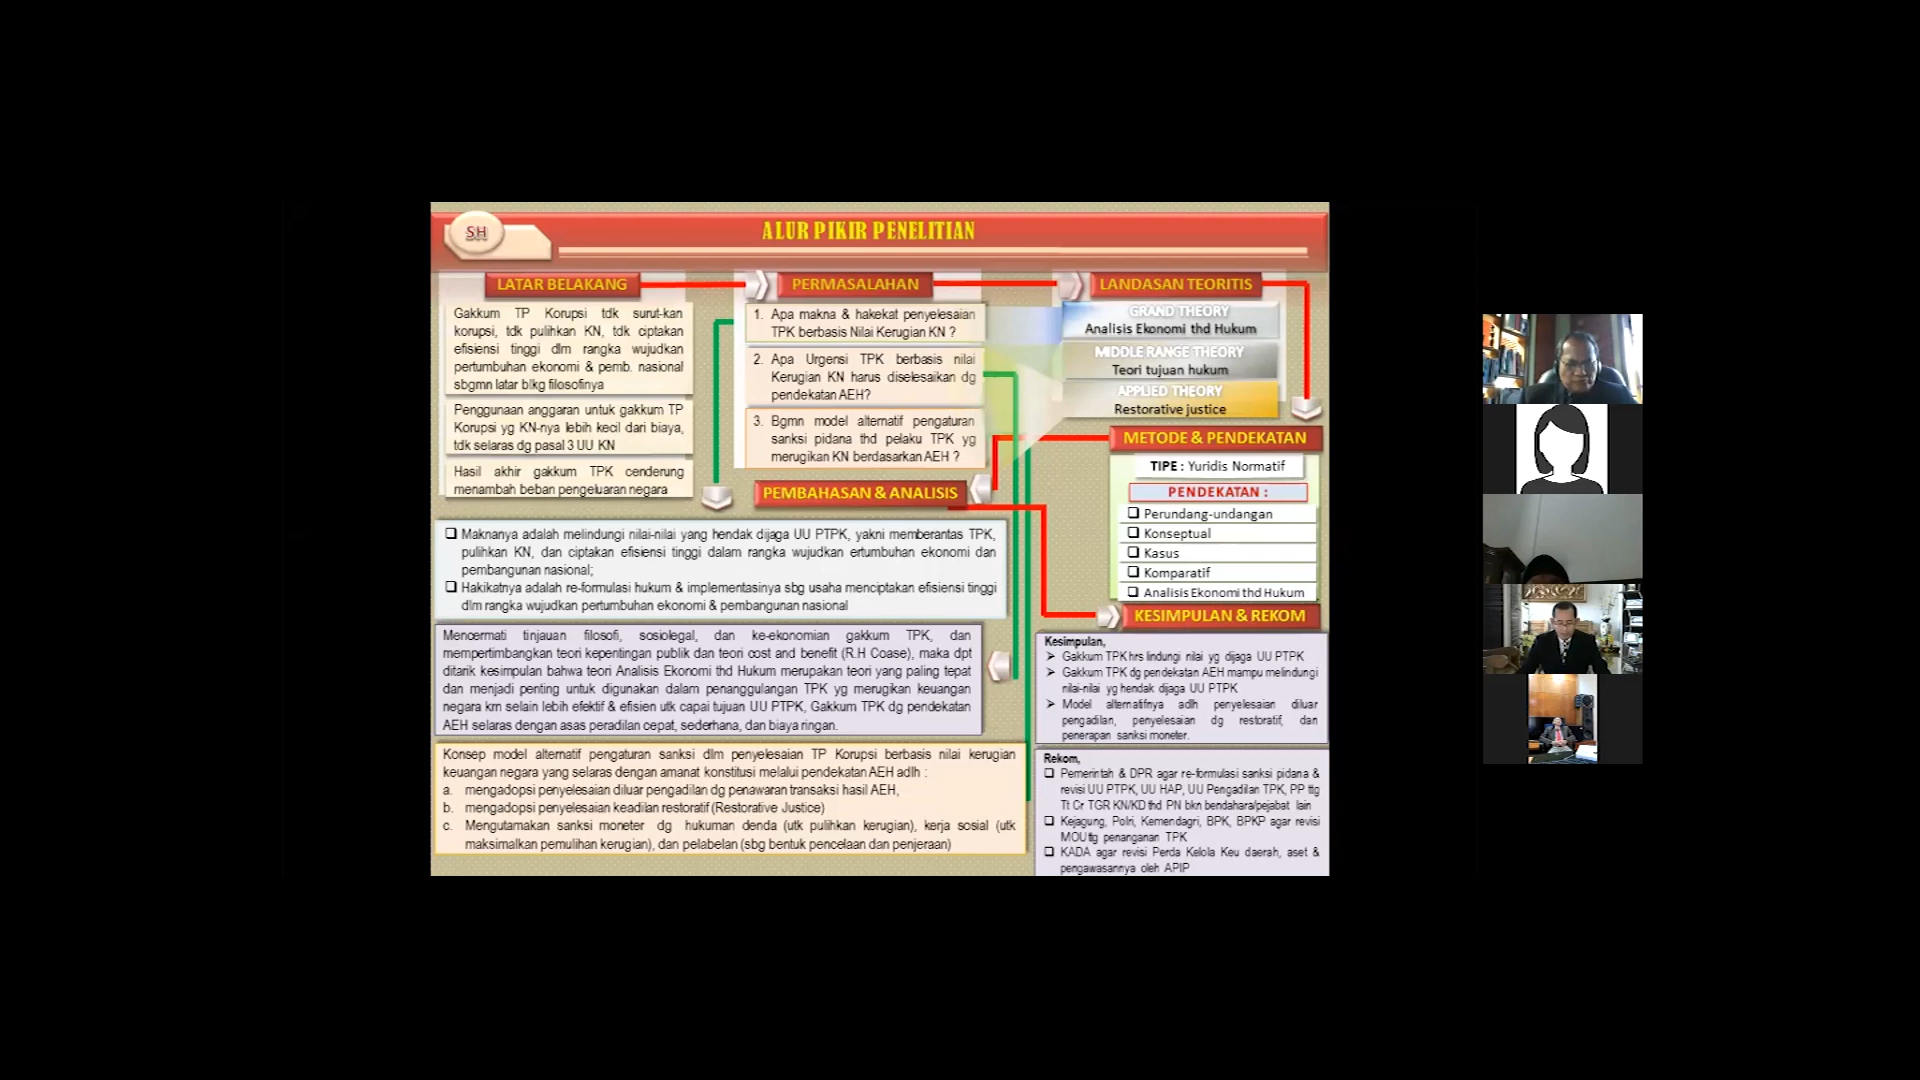 SH
ALUR PIKIR PENELITIAN
LATAR BELAKANG
Gakkum TP Korupsi tdk surut-kan
korupsi, tdk pulihkan KN, tdk ciptakan
efisiensi tinggi dlm rangka wujudkan
pertumbuhan ekonomi & pemb. nasional
sbgmn latar blkg filosofinya
Penggunaan anggaran untuk gakkum TP
Korupsi yg KN-nya lebih kecil dari biaya,
tdk selaras dg pasal 3 UU KN
Hasil akhir gakkum TPK cenderung
menambah beban pengeluaran negara
PERMASALAHAN
1. Apa makna & hakekat penyelesaian
TPK berbasis Nilai Kerugian KN ?
2. Apa Urgensi TPK berbasis nilai
Kerugian KN harus diselesaikan dg
pendekatan AEH?
3. Bgmn model alternatif pengaturan
sanksi pidana thd pelaku TPK yg
merugikan KN berdasarkan AEH ?
LANDASAN TEORITIS
GRAND THEORY
Analisis Ekonomi thd Hukum
MIDDLE RANGE THEORY
Teori tujuan hukum
APPLIED THEORY
Restorative justice
METODE & PENDEKATAN
TIPE : Yuridis Normatif
PENDEKATAN :
Perundang-undangan
Konseptual
Kasus
Komparatif
Analisis Ekonomi thd Hukum
PEMBAHASAN & ANALISIS
Maknanya adalah melindungi nilai-nilai yang hendak dijaga UU PTPK, yakni memberantas TPK,
pulihkan KN, dan ciptakan efisiensi tinggi dalam rangka wujudkan ertumbuhan ekonomi dan
pembangunan nasional;
Hakikatnya adalah re-formulasi hukum & implementasinya sbg usaha menciptakan efisiensi tinggi
dlm rangka wujudkan pertumbuhan ekonomi & pembangunan nasional
Mencermati tinjauan filosofi, sosiolegal, dan ke-ekonomian gakkum TPK, dan
mempertimbangkan teori kepentingan publik dan teori cost and benefit (R.H Coase), maka dpt
ditarik kesimpulan bahwa teori Analisis Ekonomi thd Hukum merupakan teori yang paling tepat
dan menjadi penting untuk digunakan dalam penanggulangan TPK yg merugikan keuangan
negara krn selain lebih efektif & efisien utk capai tujuan UU PTPK, Gakkum TPK dg pendekatan
AEH selaras dengan asas peradilan cepat, sederhana, dan biaya ringan.
Konsep model alternatif pengaturan sanksi dlm penyelesaian TP Korupsi berbasis nilai kerugian
keuangan negara yang selaras dengan amanat konstitusi melalui pendekatan AEH adlh :
a. mengadopsi penyelesaian diluar pengadilan dg penawaran transaksi hasil AEH,
b. mengadopsi penyelesaian keadilan restoratif (Restorative Justice)
c. Mengutamakan sanksi moneter dg hukuman denda (utk pulihkan kerugian), kerja sosial (utk
maksimalkan pemulihan kerugian), dan pelabelan (sbg bentuk pencelaan dan penjeraan)
KESIMPULAN & REKOM
Kesimpulan,
Gakkum TPK hrs lindungi nilai yg dijaga UU PTPK
Gakkum TPK dg pendekatan AEH mampu melindungi
nilai-nilai yg hendak dijaga UU PTPK
Model alternatifnya adlh penyelesaian diluar
pengadilan, penyelesaian dg restoratif, dan
penerapan sanksi moneter.
Rekom,
Pemerintah & DPR agar re-formulasi sanksi pidana &
revisi UU PTPK, UU HAP, UU Pengadilan TPK, PP ttg
Tt Cr TGR KN/KD thd PN bkn bendahara/pejabat lain
Kejagung, Polri, Kemendagri, BPK, BPKP agar revisi
MOU ttg penanganan TPK
KADA agar revisi Perda Kelola Keu daerah, aset &
pengawasannya oleh APIP